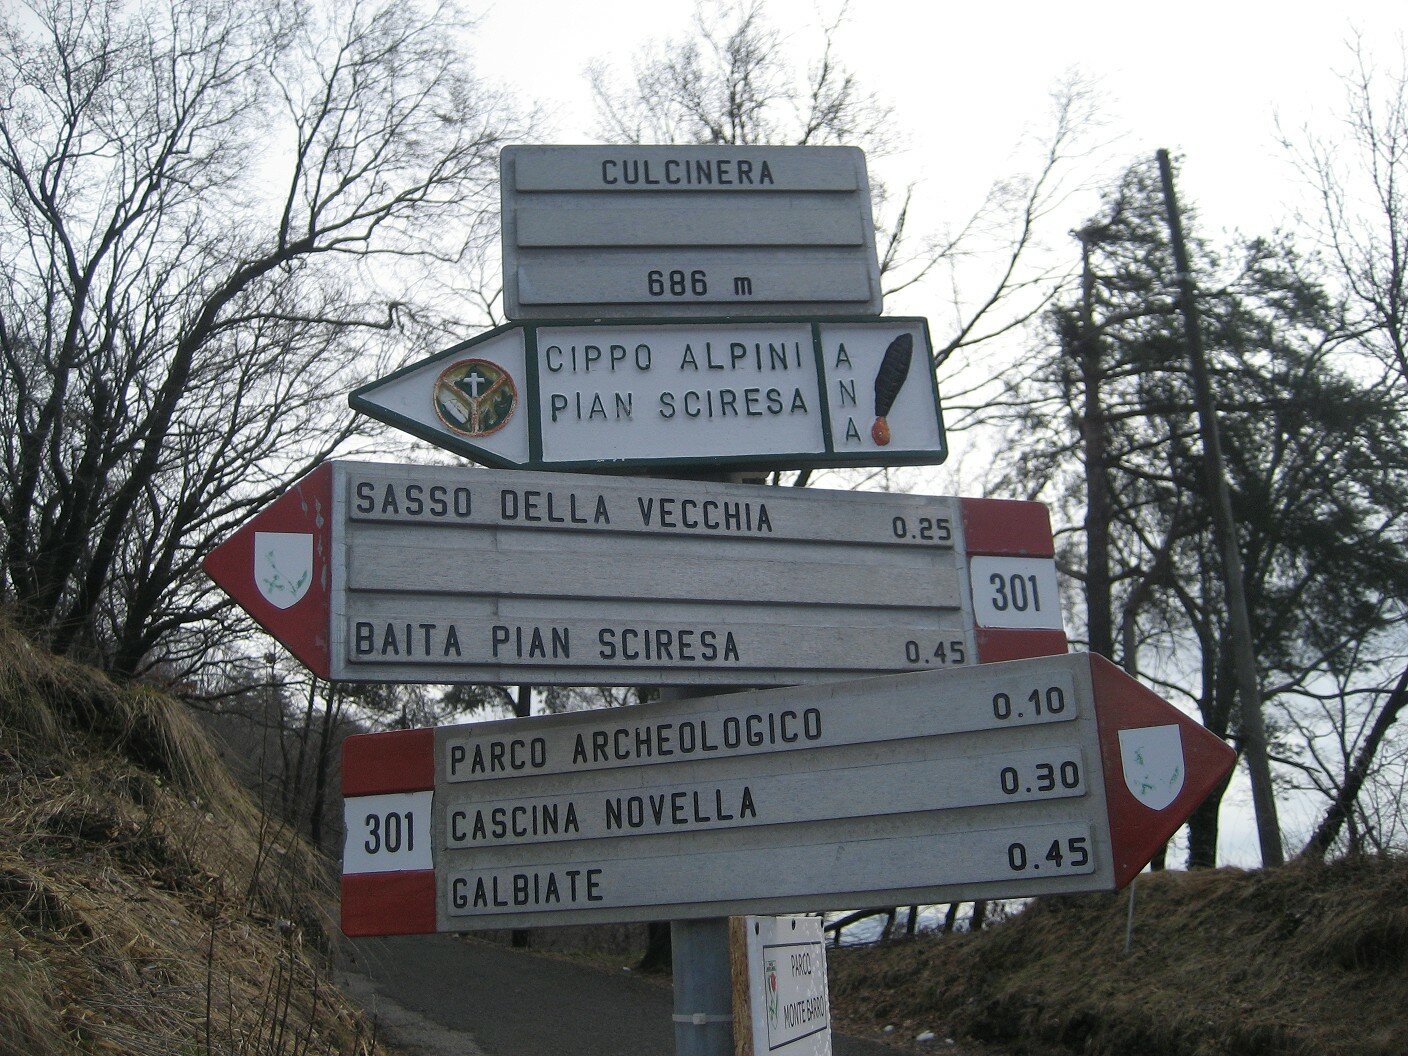 CULCINERA
686 m
CIPPO ALPINI
PIAN SCIRESA
ANA
SASSO DELLA VECCHIA 0.25
301
BAITA PIAN SCIRESA 0.45
PARCO ARCHEOLOGICO 0.10
301
CASCINA NOVELLA 0.30
GALBIATE 0.45
PARCO
MONTE BARRO